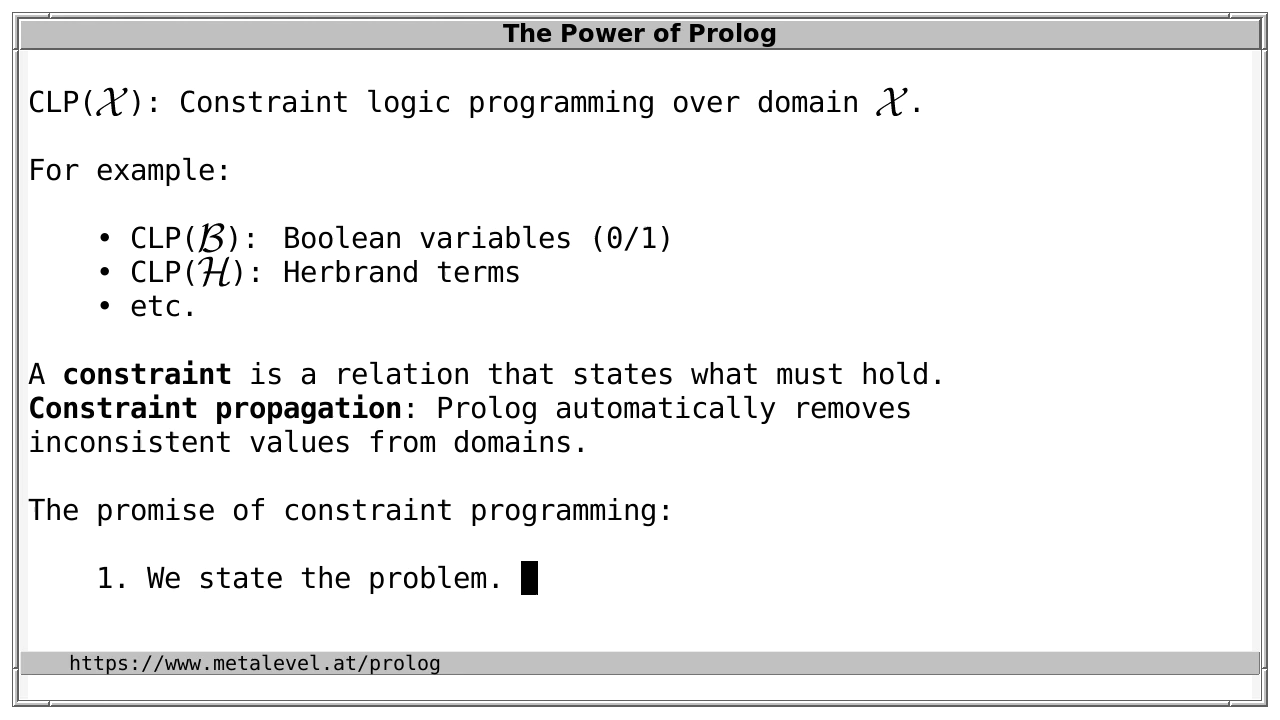 The Power of Prolog
CLP(𝒳): Constraint logic programming over domain 𝒳.
For example:
• CLP(ℬ): Boolean variables (0/1)
• CLP(ℋ): Herbrand terms
• etc.
A constraint is a relation that states what must hold.
Constraint propagation: Prolog automatically removes
inconsistent values from domains.
The promise of constraint programming:
1. We state the problem.
https://www.metalevel.at/prolog